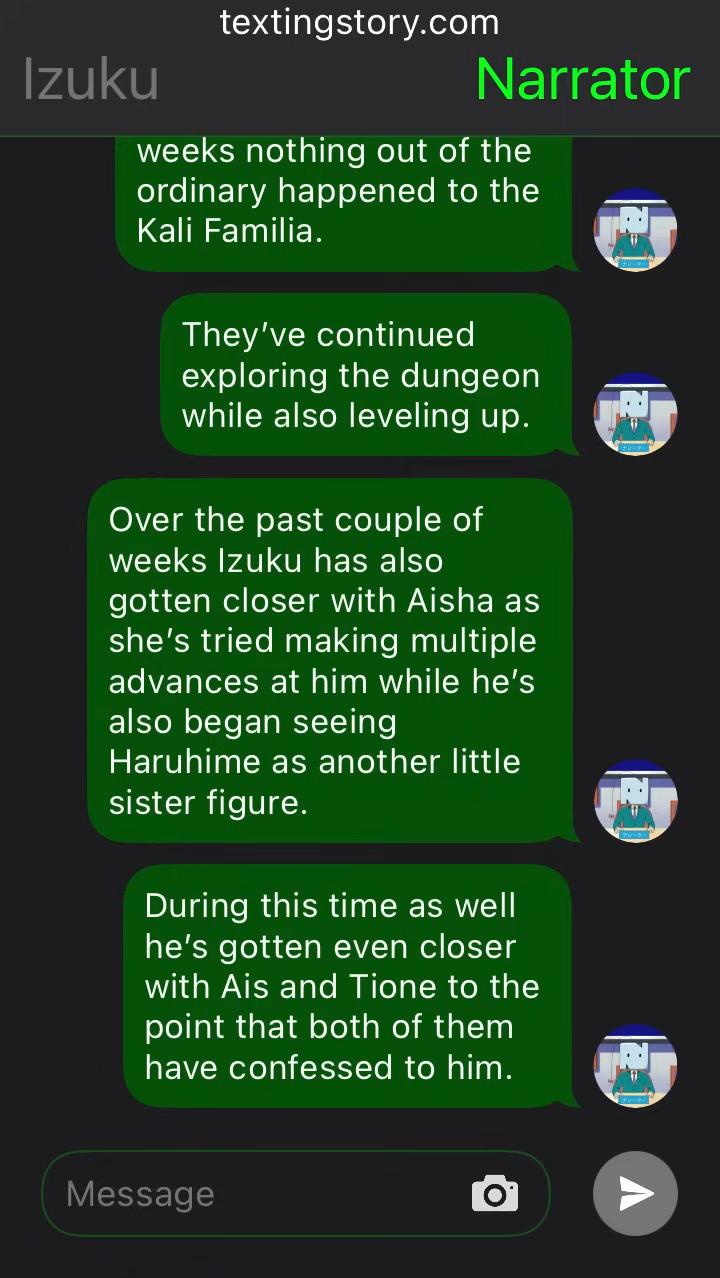 textingstory.com
Izuku
Narrator
weeks nothing out of the
ordinary happened to the
Kali Familia.
They’ve continued
exploring the dungeon
while also leveling up.
Over the past couple of
weeks Izuku has also
gotten closer with Aisha as
she’s tried making multiple
advances at him while he’s
also began seeing
Haruhime as another little
sister figure.
During this time as well
he’s gotten even closer
with Ais and Tione to the
point that both of them
have confessed to him.
Message